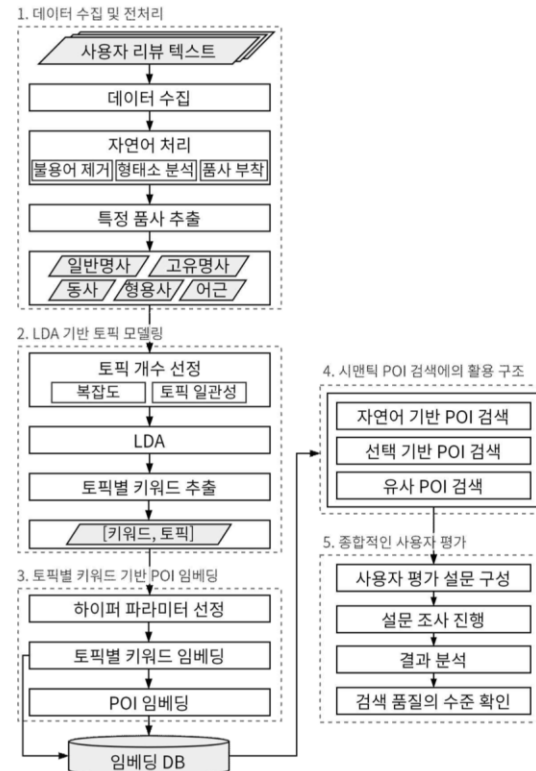 1. 데이터 수집 및 전처리
사용자 리뷰 텍스트
데이터 수집
자연어 처리
불용어 제거 형태소 분석 품사 부착
특정 품사 추출
일반명사 고유명사
동사 형용사 어근
2. LDA 기반 토픽 모델링
토픽 개수 선정
복잡도 토픽 일관성
LDA
토픽별 키워드 추출
[키워드, 토픽]
3. 토픽별 키워드 기반 POI 임베딩
하이퍼 파라미터 선정
토픽별 키워드 임베딩
POI 임베딩
임베딩 DB
4. 시맨틱 POI 검색에의 활용 구조
자연어 기반 POI 검색
선택 기반 POI 검색
유사 POI 검색
5. 종합적인 사용자 평가
사용자 평가 설문 구성
설문 조사 진행
결과 분석
검색 품질의 수준 확인